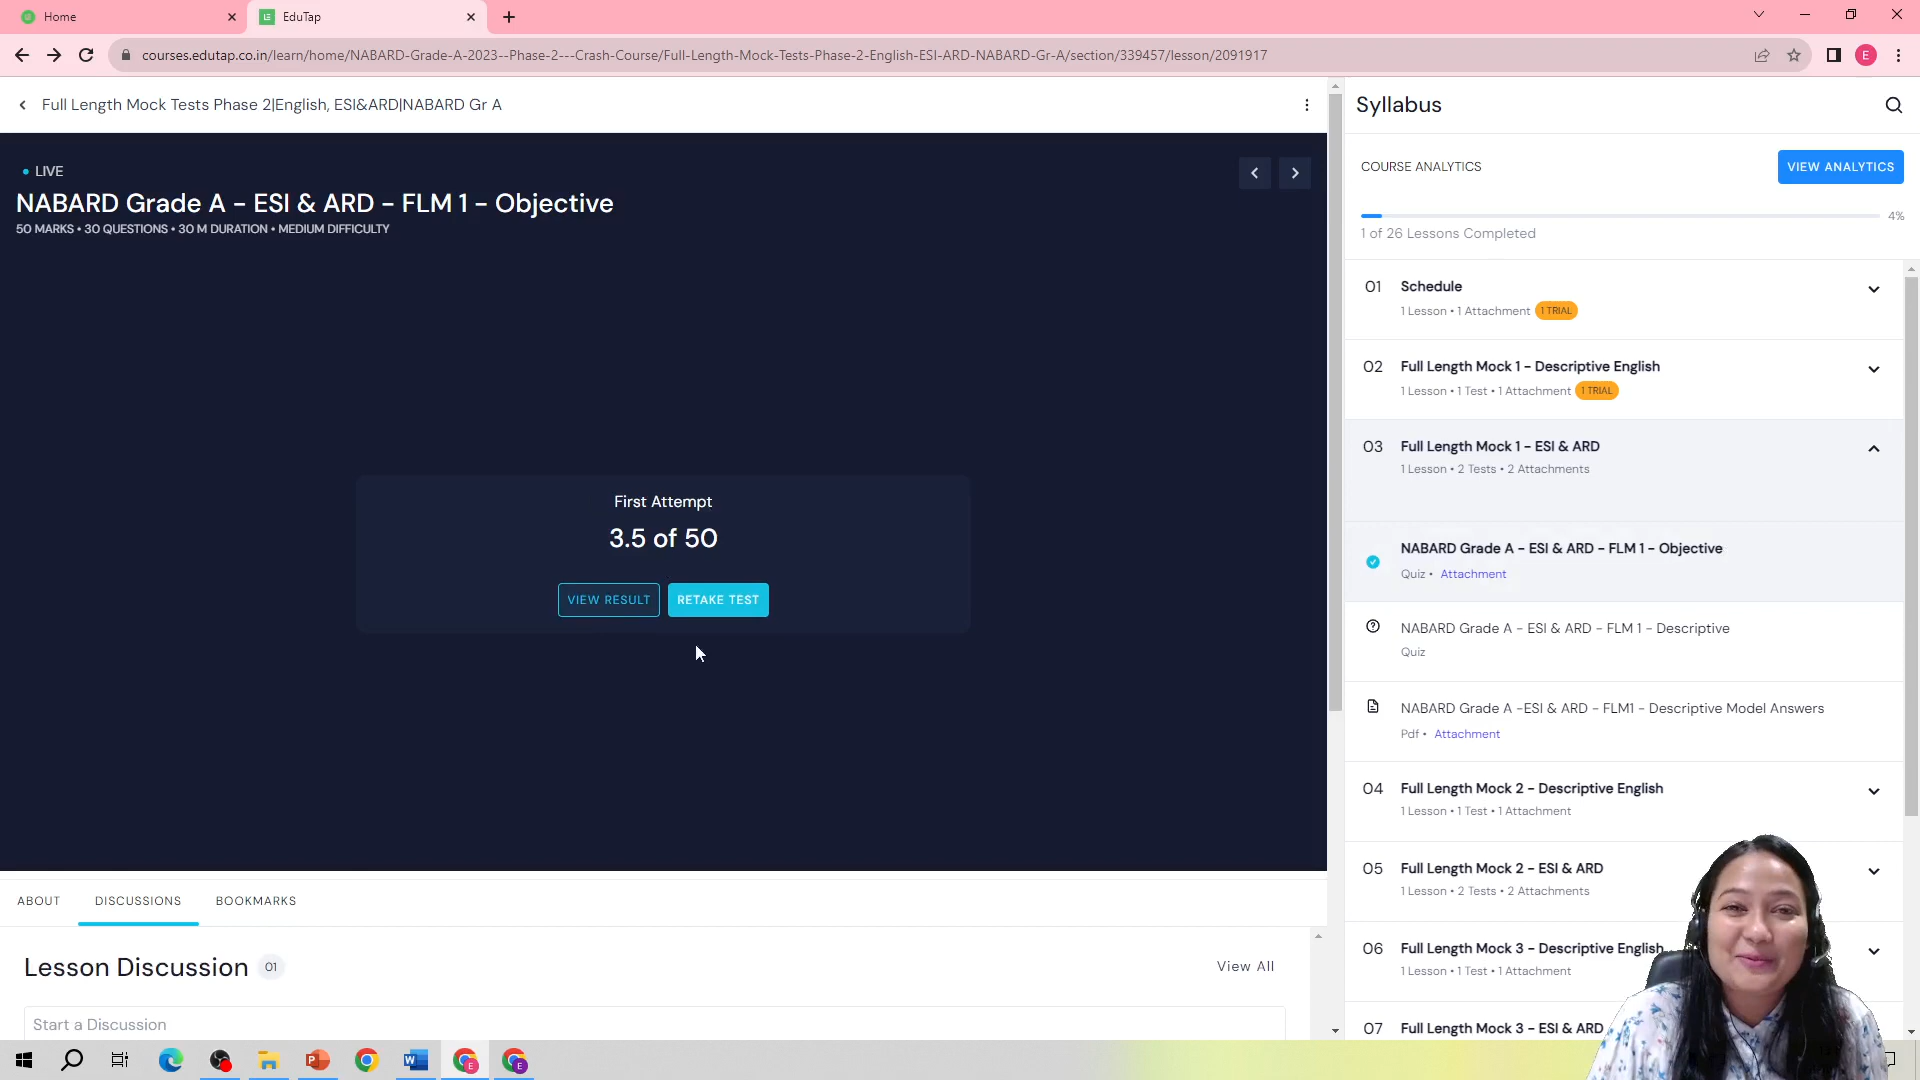 Home
EduTap
courses.edutap.co.in/learn/home/NABARD-Grade-A-2023--Phase-2---Crash-Course/Full-Length-Mock-Tests-Phase-2-English-ESI-ARD-NABARD-Gr-A/section/339457/lesson/2091917
E
Full Length Mock Tests Phase 2|English, ESI&ARD|NABARD Gr A
LIVE
NABARD Grade A - ESI & ARD - FLM 1 - Objective
50 MARKS • 30 QUESTIONS • 30 M DURATION • MEDIUM DIFFICULTY
First Attempt
3.5 of 50
VIEW RESULT
RETAKE TEST
ABOUT
DISCUSSIONS
BOOKMARKS
Lesson Discussion 01
View All
Start a Discussion
Syllabus
COURSE ANALYTICS
VIEW ANALYTICS
4%
1 of 26 Lessons Completed
01 Schedule
1 Lesson • 1 Attachment 1 TRIAL
02 Full Length Mock 1 - Descriptive English
1 Lesson • 1 Test • 1 Attachment 1 TRIAL
03 Full Length Mock 1 - ESI & ARD
1 Lesson • 2 Tests • 2 Attachments
NABARD Grade A - ESI & ARD - FLM 1 - Objective
Quiz • Attachment
NABARD Grade A - ESI & ARD - FLM 1 - Descriptive
Quiz
NABARD Grade A -ESI & ARD - FLM1 - Descriptive Model Answers
Pdf • Attachment
04 Full Length Mock 2 - Descriptive English
1 Lesson • 1 Test • 1 Attachment
05 Full Length Mock 2 - ESI & ARD
1 Lesson • 2 Tests • 2 Attachments
06 Full Length Mock 3 - Descriptive English
1 Lesson • 1 Test • 1 Attachment
07 Full Length Mock 3 - ESI & ARD